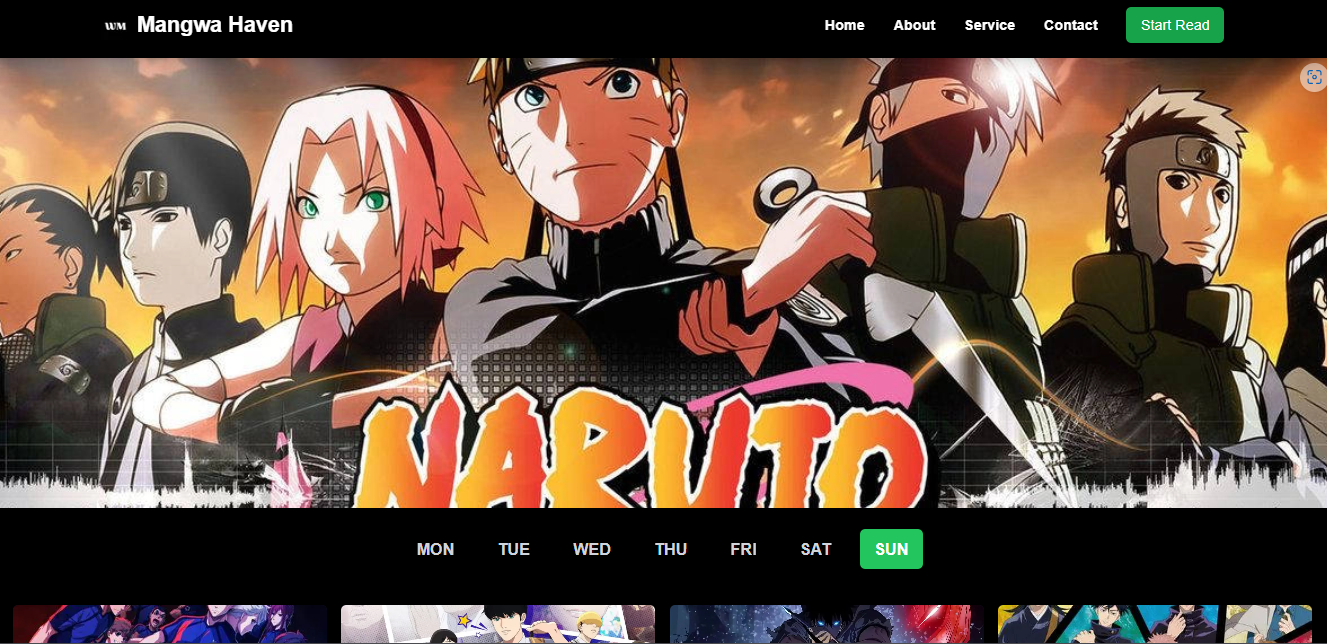 WM Mangwa Haven Home About Service Contact Start Read
NARUTO
MON TUE WED THU FRI SAT SUN